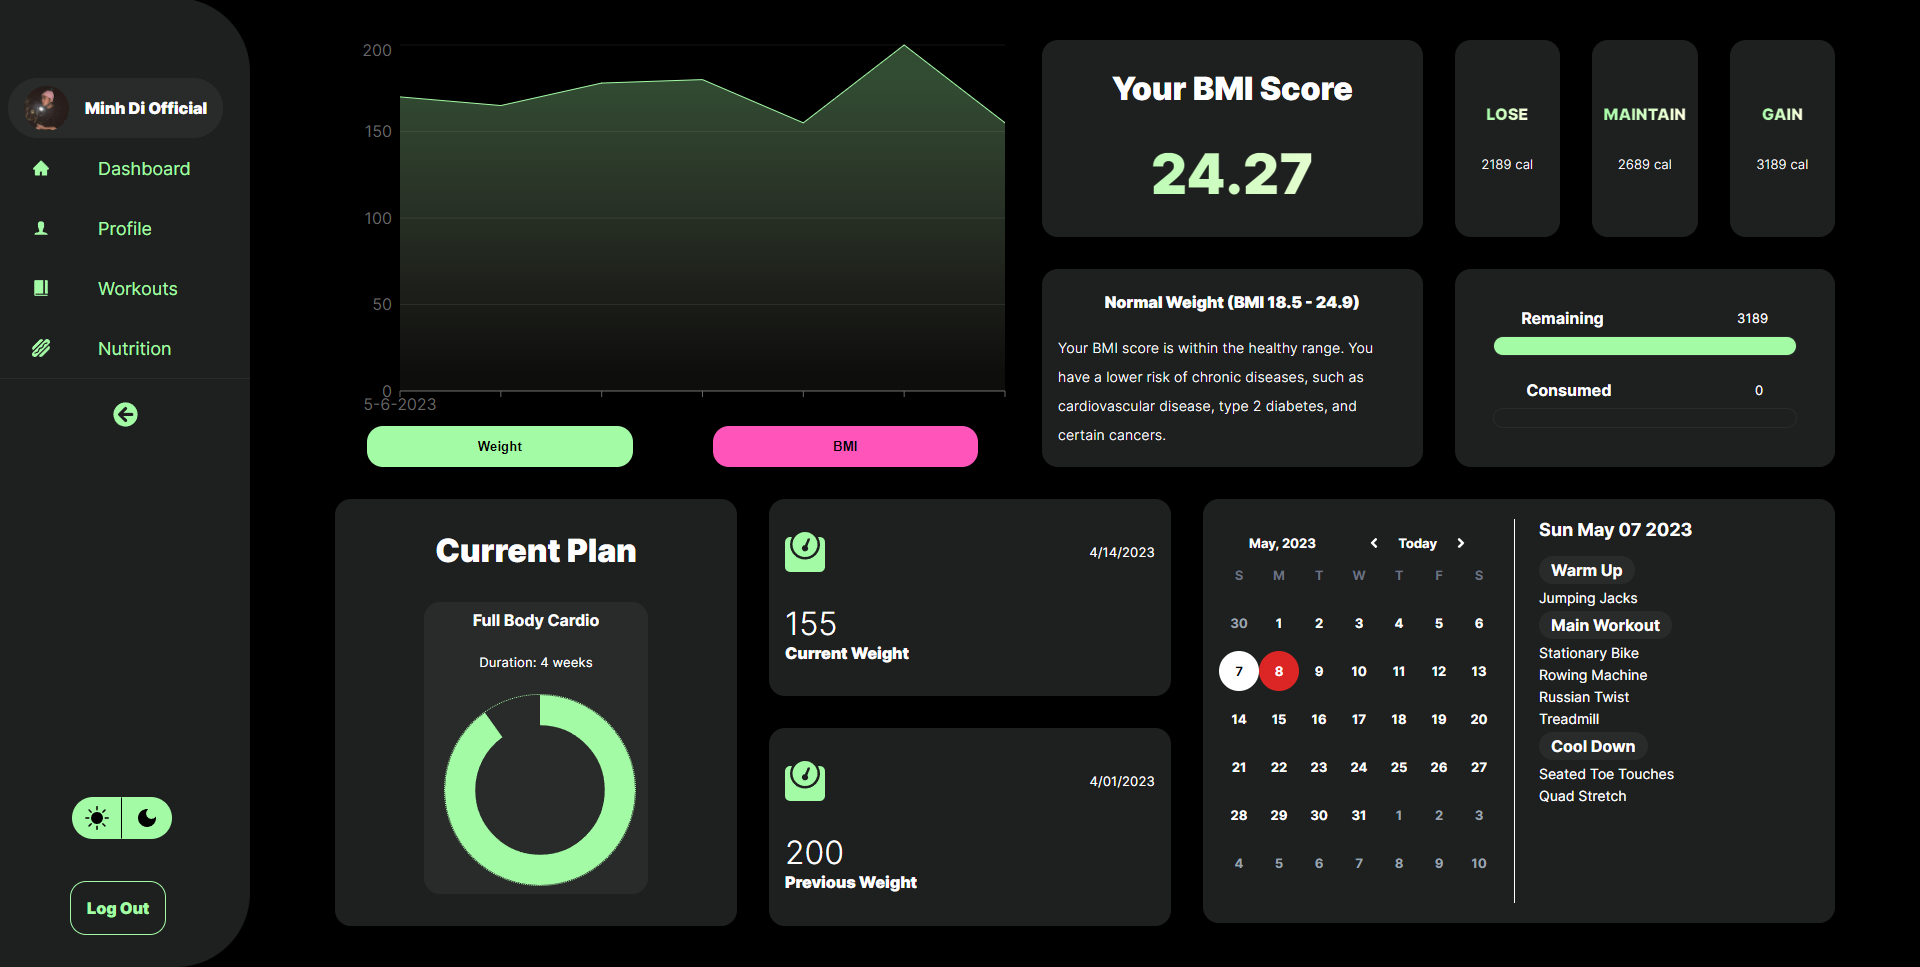 Minh Di Official
Dashboard
Profile
Workouts
Nutrition
Log Out
200
150
100
50
0
5-6-2023
Weight
BMI
Your BMI Score
24.27
LOSE
2189 cal
MAINTAIN
2689 cal
GAIN
3189 cal
Normal Weight (BMI 18.5 - 24.9)
Your BMI score is within the healthy range. You
have a lower risk of chronic diseases, such as
cardiovascular disease, type 2 diabetes, and
certain cancers.
Remaining 3189
Consumed 0
Current Plan
Full Body Cardio
Duration: 4 weeks
4/14/2023
155
Current Weight
4/01/2023
200
Previous Weight
May, 2023 Today
S M T W T F S
30 1 2 3 4 5 6
7 8 9 10 11 12 13
14 15 16 17 18 19 20
21 22 23 24 25 26 27
28 29 30 31 1 2 3
4 5 6 7 8 9 10
Sun May 07 2023
Warm Up
Jumping Jacks
Main Workout
Stationary Bike
Rowing Machine
Russian Twist
Treadmill
Cool Down
Seated Toe Touches
Quad Stretch